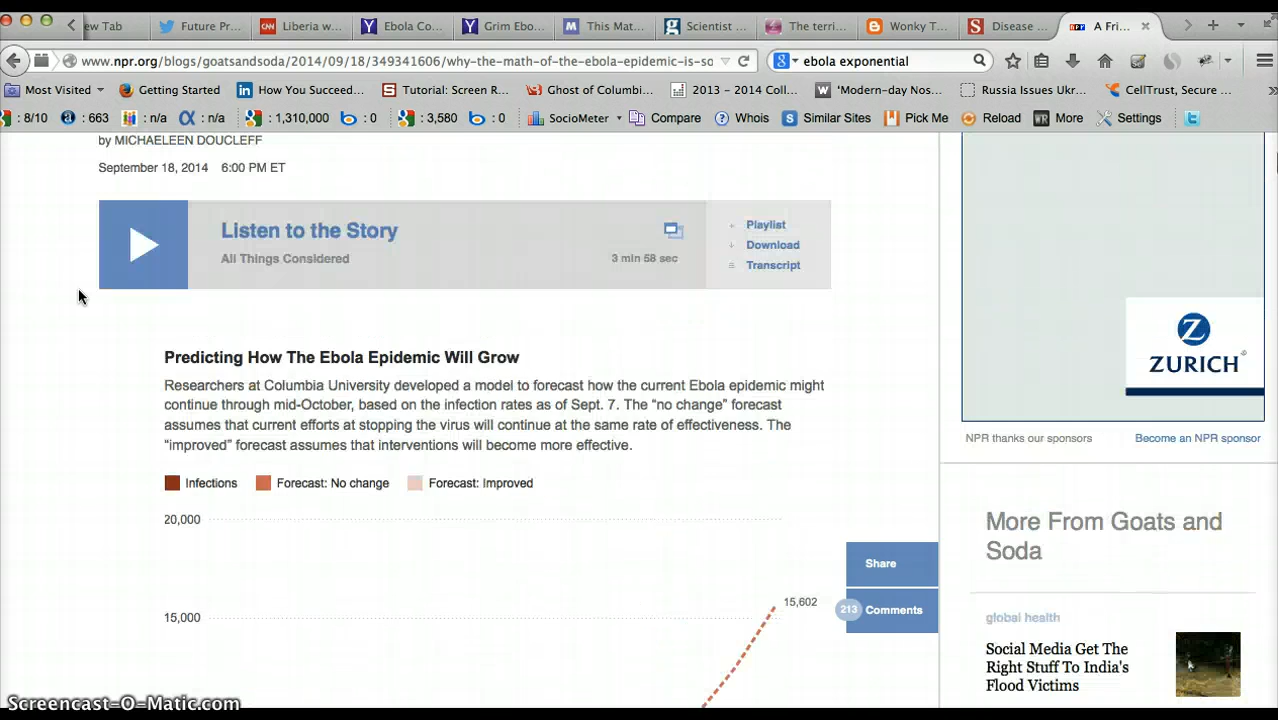 ew Tab
Future Pr...
CNN
Liberia w...
Ebola Co...
Grim Ebo...
This Mat...
Scientist ...
The terri...
Wonky T...
Disease ...
npr
A Fri...
www.npr.org/blogs/goatsandsoda/2014/09/18/349341606/why-the-math-of-the-ebola-epidemic-is-so
ebola exponential
Most Visited
Getting Started
How You Succeed...
Tutorial: Screen R...
Ghost of Columbi...
2013 – 2014 Coll...
'Modern-day Nos...
Russia Issues Ukr...
CellTrust, Secure ...
: 8/10
: 663
: n/a
: n/a
: 1,310,000
: 0
: 3,580
: 0
SocioMeter
Compare
Whois
Similar Sites
Pick Me
Reload
More
Settings
by MICHAELEEN DOUCLEFF
September 18, 2014 6:00 PM ET
Listen to the Story
All Things Considered
3 min 58 sec
Playlist
Download
Transcript
Predicting How The Ebola Epidemic Will Grow
Researchers at Columbia University developed a model to forecast how the current Ebola epidemic might
continue through mid-October, based on the infection rates as of Sept. 7. The “no change” forecast
assumes that current efforts at stopping the virus will continue at the same rate of effectiveness. The
“improved” forecast assumes that interventions will become more effective.
Infections
Forecast: No change
Forecast: Improved
20,000
15,602
15,000
Share
213 Comments
ZURICH
NPR thanks our sponsors
Become an NPR sponsor
More From Goats and
Soda
global health
Social Media Get The
Right Stuff To India's
Flood Victims
Screencast-O-Matic.com